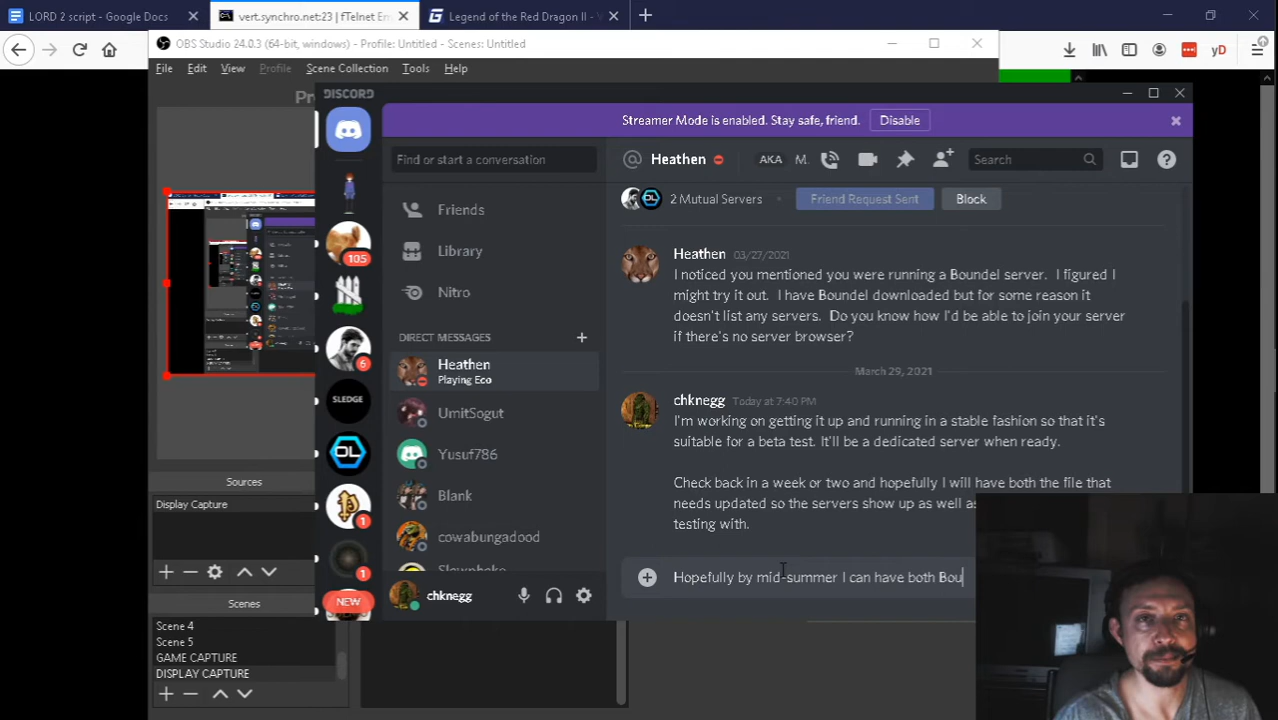 LORD 2 script - Google Docs
vert.synchro.net:23 | fTelnet Em
Legend of the Red Dragon II -
yD
OBS Studio 24.0.3 (64-bit, windows) - Profile: Untitled - Scenes: Untitled
File Edit View Profile Scene Collection Tools Help
DISCORD
Streamer Mode is enabled. Stay safe, friend. Disable
Find or start a conversation
Heathen AKA M. Search
2 Mutual Servers Friend Request Sent Block
Friends
Library
Nitro
DIRECT MESSAGES
Heathen
Playing Eco
UmitSogut
Yusuf786
Blank
cowabungadood
105
6
SLEDGE
DL
1
1
NEW
chknegg
Heathen 03/27/2021
I noticed you mentioned you were running a Boundel server. I figured I
might try it out. I have Boundel downloaded but for some reason it
doesn't list any servers. Do you know how I'd be able to join your server
if there's no server browser?
March 29, 2021
chknegg Today at 7:40 PM
I'm working on getting it up and running in a stable fashion so that it's
suitable for a beta test. It'll be a dedicated server when ready.
Check back in a week or two and hopefully I will have both the file that
needs updated so the servers show up as well as
testing with.
Hopefully by mid-summer I can have both Bou
Sources
Display Capture
Scenes
Scene 4
Scene 5
GAME CAPTURE
DISPLAY CAPTURE